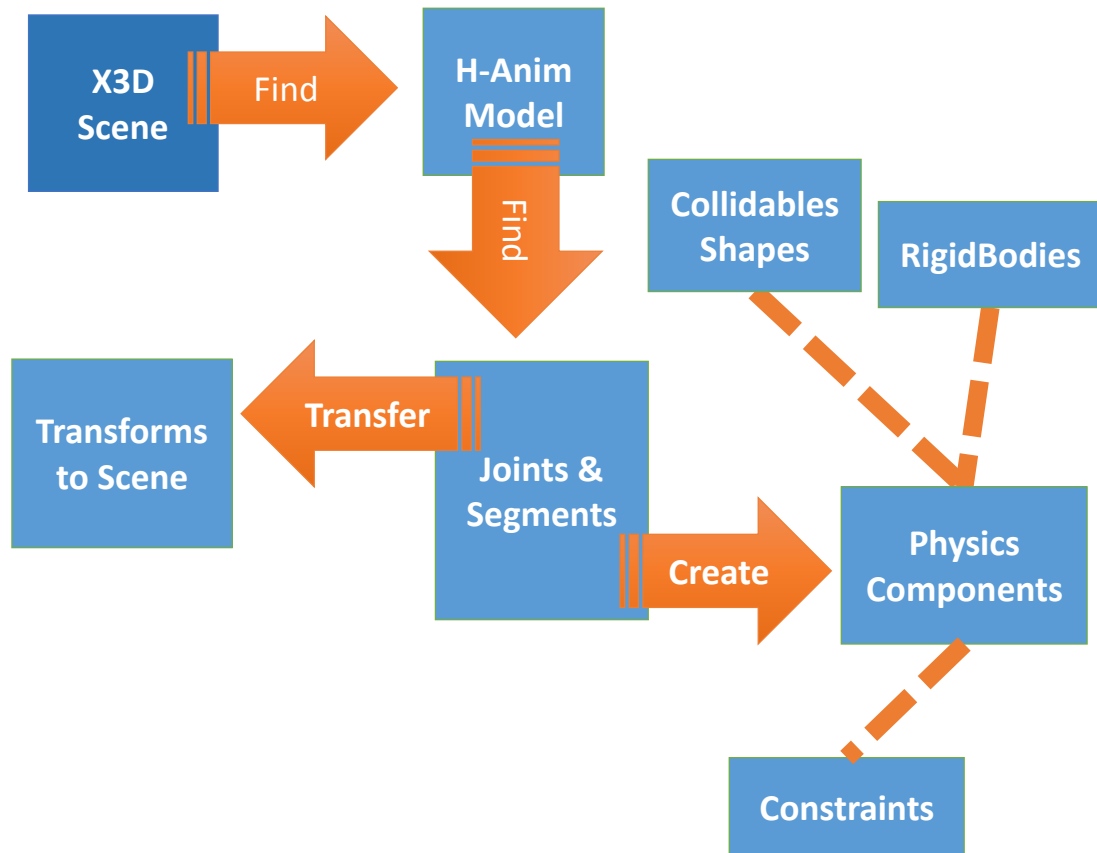 X3D
Scene
Find
H-Anim
Model
Find
Collidables
Shapes
RigidBodies
Transforms
to Scene
Transfer
Joints &
Segments
Create
Physics
Components
Constraints